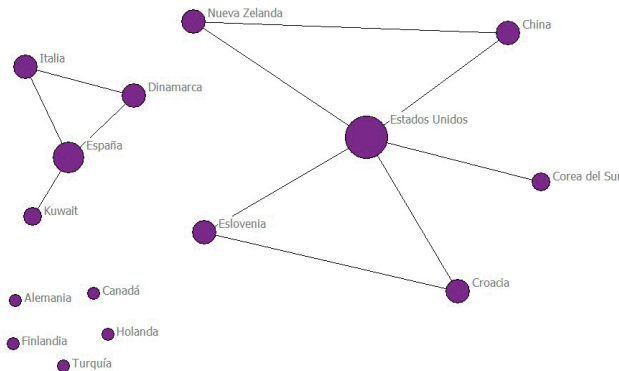 Nueva Zelanda
China
Italia
Dinamarca
Estados Unidos
España
Corea del Sur
Kuwait
Eslovenia
Croacia
Canadá
Alemania
Holanda
Finlandia
Turquía